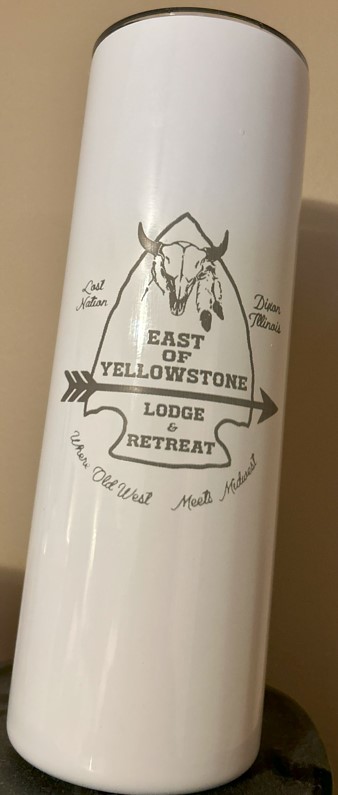 Lost
Nation
Dixon
Illinois
EAST
OF
YELLOWSTONE
LODGE
&
RETREAT
Where Old West Meets Midwest